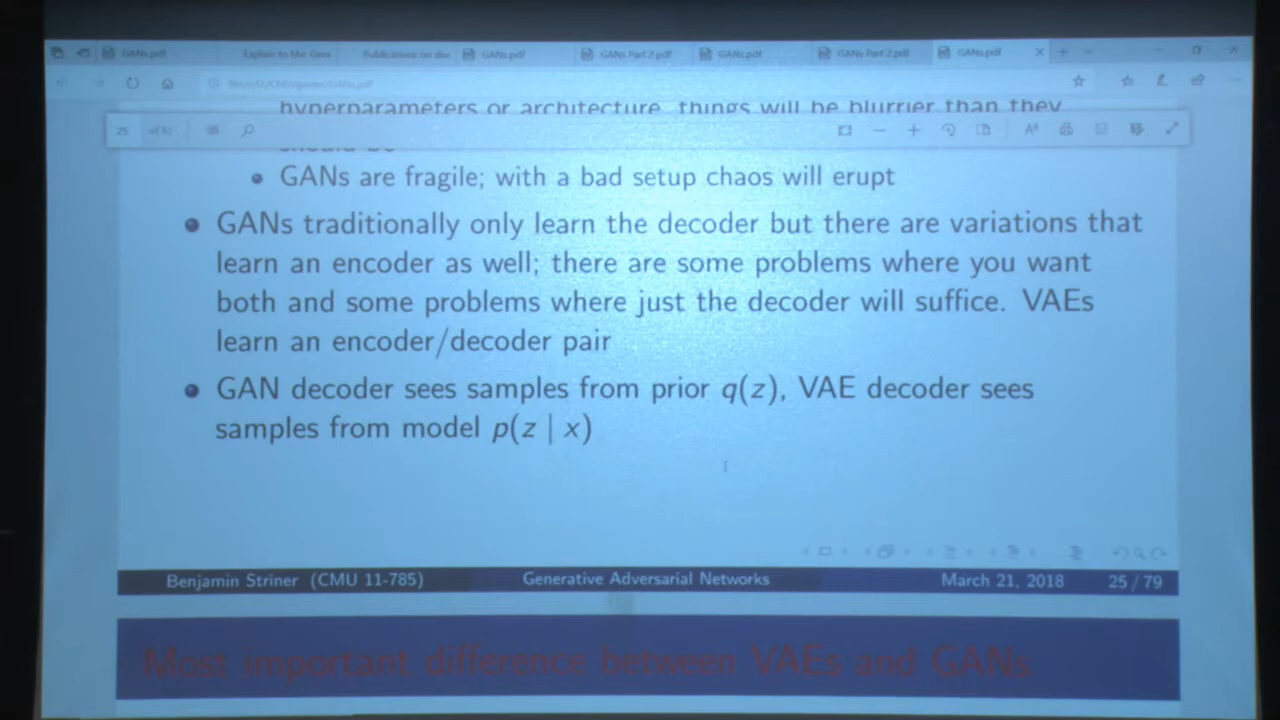 GANs.pdf Explain to Me: Gen Publications on dis GANs.pdf GANs Part 2.pdf GANs.pdf GANs Part 2.pdf GANs.pdf
hyperparameters or architecture, things will be blurrier than they
25 of 82
should be
GANs are fragile; with a bad setup chaos will erupt
GANs traditionally only learn the decoder but there are variations that
learn an encoder as well; there are some problems where you want
both and some problems where just the decoder will suffice. VAEs
learn an encoder/decoder pair
GAN decoder sees samples from prior q(z), VAE decoder sees
samples from model p(z | x)
Benjamin Striner (CMU 11-785) Generative Adversarial Networks March 21, 2018 25 / 79
Most important difference between VAEs and GANs